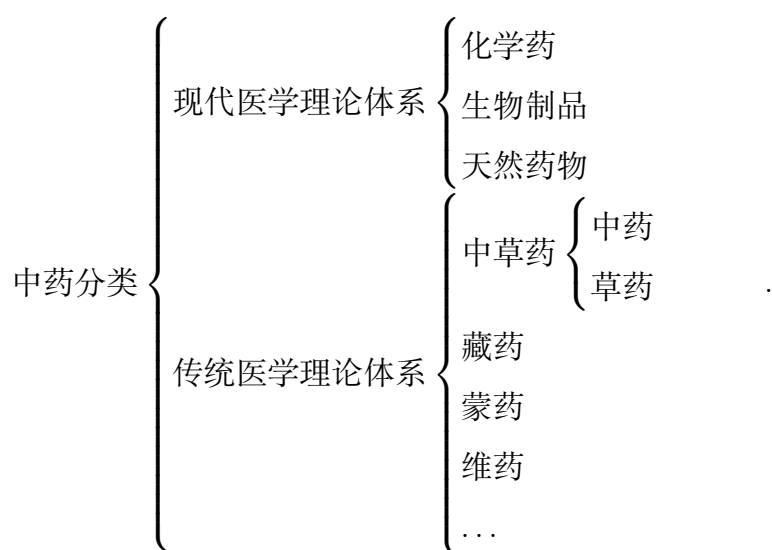 化学药
现代医学理论体系
生物制品
天然药物
中药
中草药
草药
中药分类
.
藏药
传统医学理论体系
蒙药
维药
...